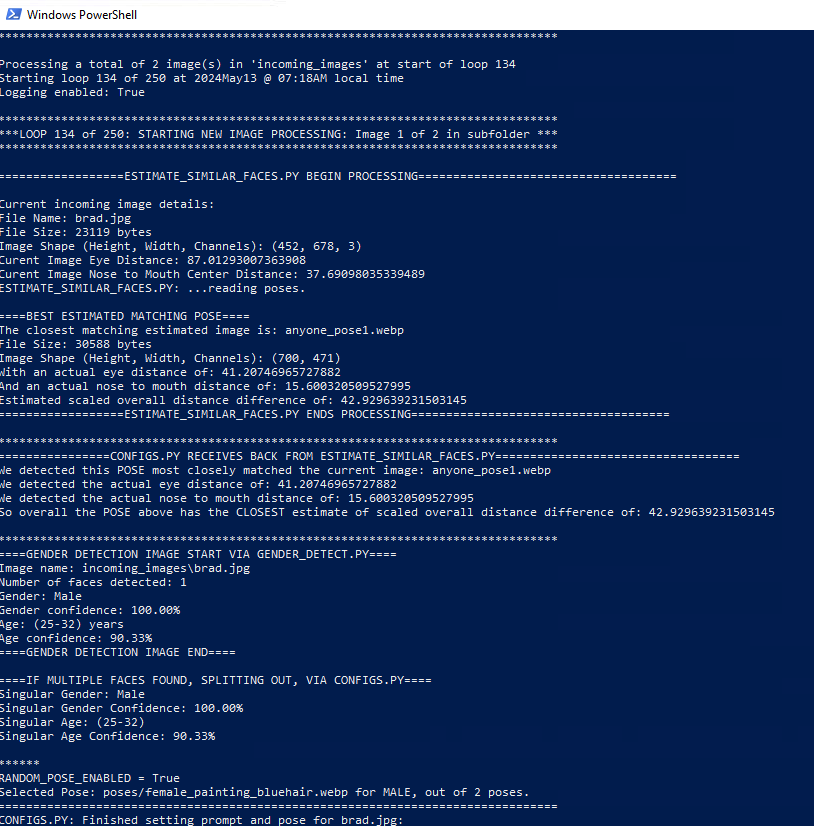 Windows PowerShell
********************************************************************************
Processing a total of 2 image(s) in 'incoming_images' at start of loop 134
Starting loop 134 of 250 at 2024May13 @ 07:18AM local time
Logging enabled: True
********************************************************************************
***LOOP 134 of 250: STARTING NEW IMAGE PROCESSING: Image 1 of 2 in subfolder ***
********************************************************************************
==================ESTIMATE_SIMILAR_FACES.PY BEGIN PROCESSING=====================================
Current incoming image details:
File Name: brad.jpg
File Size: 23119 bytes
Image Shape (Height, Width, Channels): (452, 678, 3)
Curent Image Eye Distance: 87.01293007363908
Curent Image Nose to Mouth Center Distance: 37.69098035339489
ESTIMATE_SIMILAR_FACES.PY: ...reading poses.
====BEST ESTIMATED MATCHING POSE====
The closest matching estimated image is: anyone_pose1.webp
File Size: 30588 bytes
Image Shape (Height, Width, Channels): (700, 471)
With an actual eye distance of: 41.20746965727882
And an actual nose to mouth distance of: 15.600320509527995
Estimated scaled overall distance difference of: 42.929639231503145
==================ESTIMATE_SIMILAR_FACES.PY ENDS PROCESSING=====================================
********************************************************************************
================CONFIGS.PY RECEIVES BACK FROM ESTIMATE_SIMILAR_FACES.PY===================================
We detected this POSE most closely matched the current image: anyone_pose1.webp
We detected the actual eye distance of: 41.20746965727882
We detected the actual nose to mouth distance of: 15.600320509527995
So overall the POSE above has the CLOSEST estimate of scaled overall distance difference of: 42.929639231503145
********************************************************************************
====GENDER DETECTION IMAGE START VIA GENDER_DETECT.PY====
Image name: incoming_images\brad.jpg
Number of faces detected: 1
Gender: Male
Gender confidence: 100.00%
Age: (25-32) years
Age confidence: 90.33%
====GENDER DETECTION IMAGE END====
====IF MULTIPLE FACES FOUND, SPLITTING OUT, VIA CONFIGS.PY====
Singular Gender: Male
Singular Gender Confidence: 100.00%
Singular Age: (25-32)
Singular Age Confidence: 90.33%
******
RANDOM_POSE_ENABLED = True
Selected Pose: poses/female_painting_bluehair.webp for MALE, out of 2 poses.
================================================================================
CONFIGS.PY: Finished setting prompt and pose for brad.jpg: